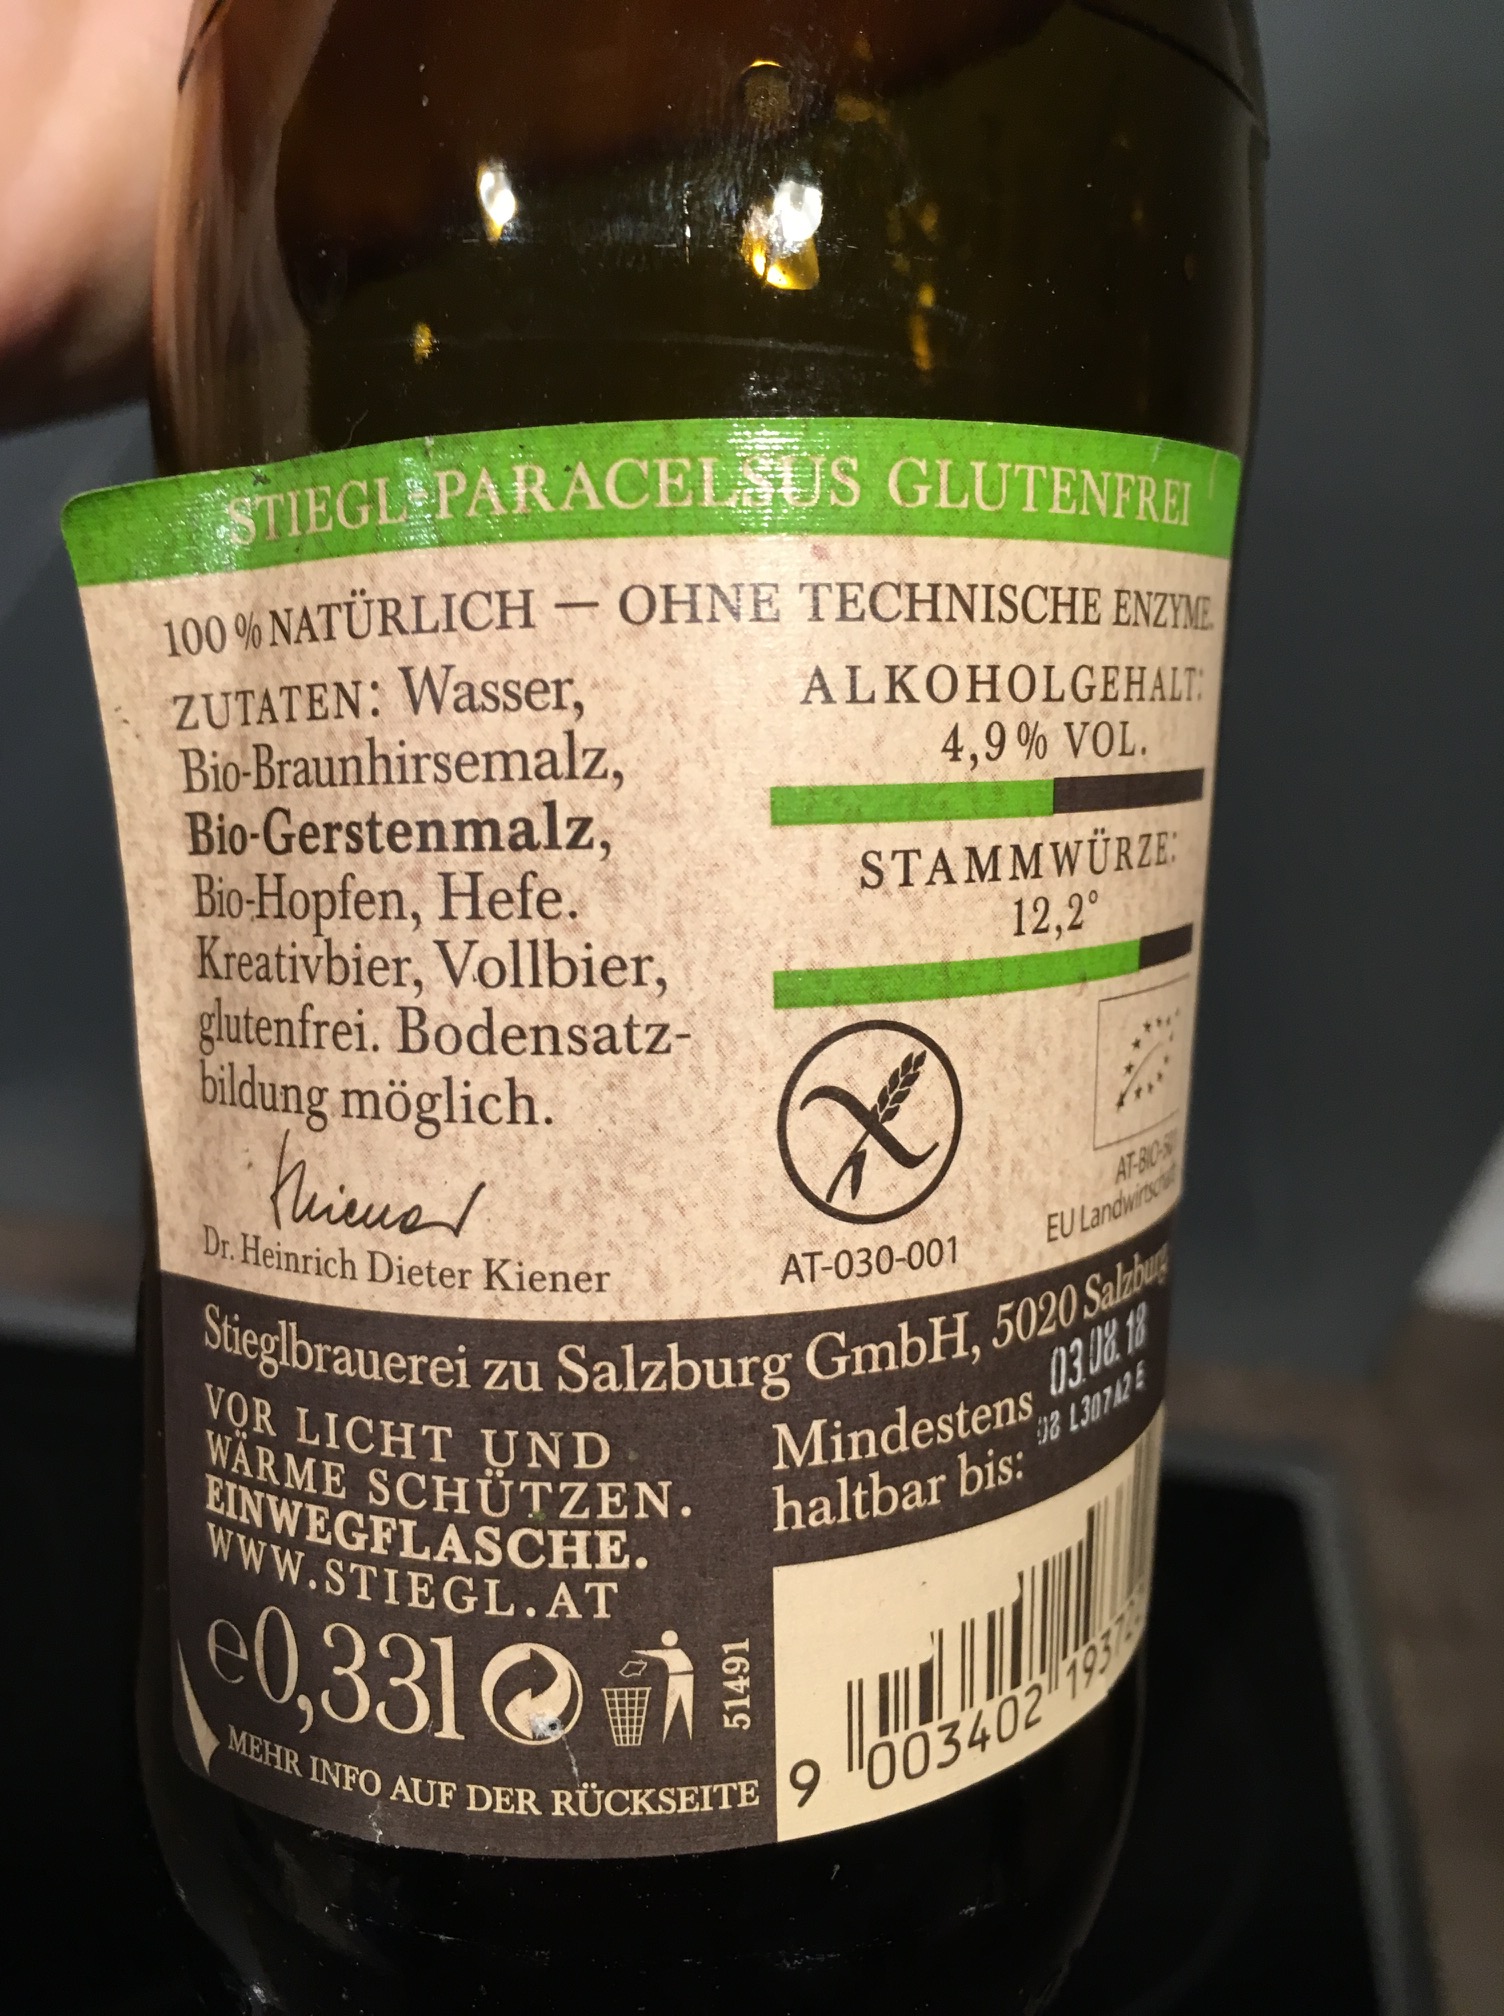 STIEGL-PARACELSUS GLUTENFREI
100 % NATÜRLICH — OHNE TECHNISCHE ENZYME.
ZUTATEN: Wasser,
Bio-Braunhirsemalz,
Bio-Gerstenmalz,
Bio-Hopfen, Hefe.
Kreativbier, Vollbier,
glutenfrei. Bodensatz-
bildung möglich.
Dr. Heinrich Dieter Kiener
ALKOHOLGEHALT:
4,9 % VOL.
STAMMWÜRZE:
12,2°
AT-030-001
EU Landwirtschaft
Stieglbrauerei zu Salzburg GmbH, 5020 Salzburg
VOR LICHT UND
WÄRME SCHÜTZEN.
EINWEGFLASCHE.
WWW.STIEGL.AT
e0,33l
51491
MEHR INFO AUF DER RÜCKSEITE
Mindestens
haltbar bis:
03.08.18
08 L307A2 E
9 003402